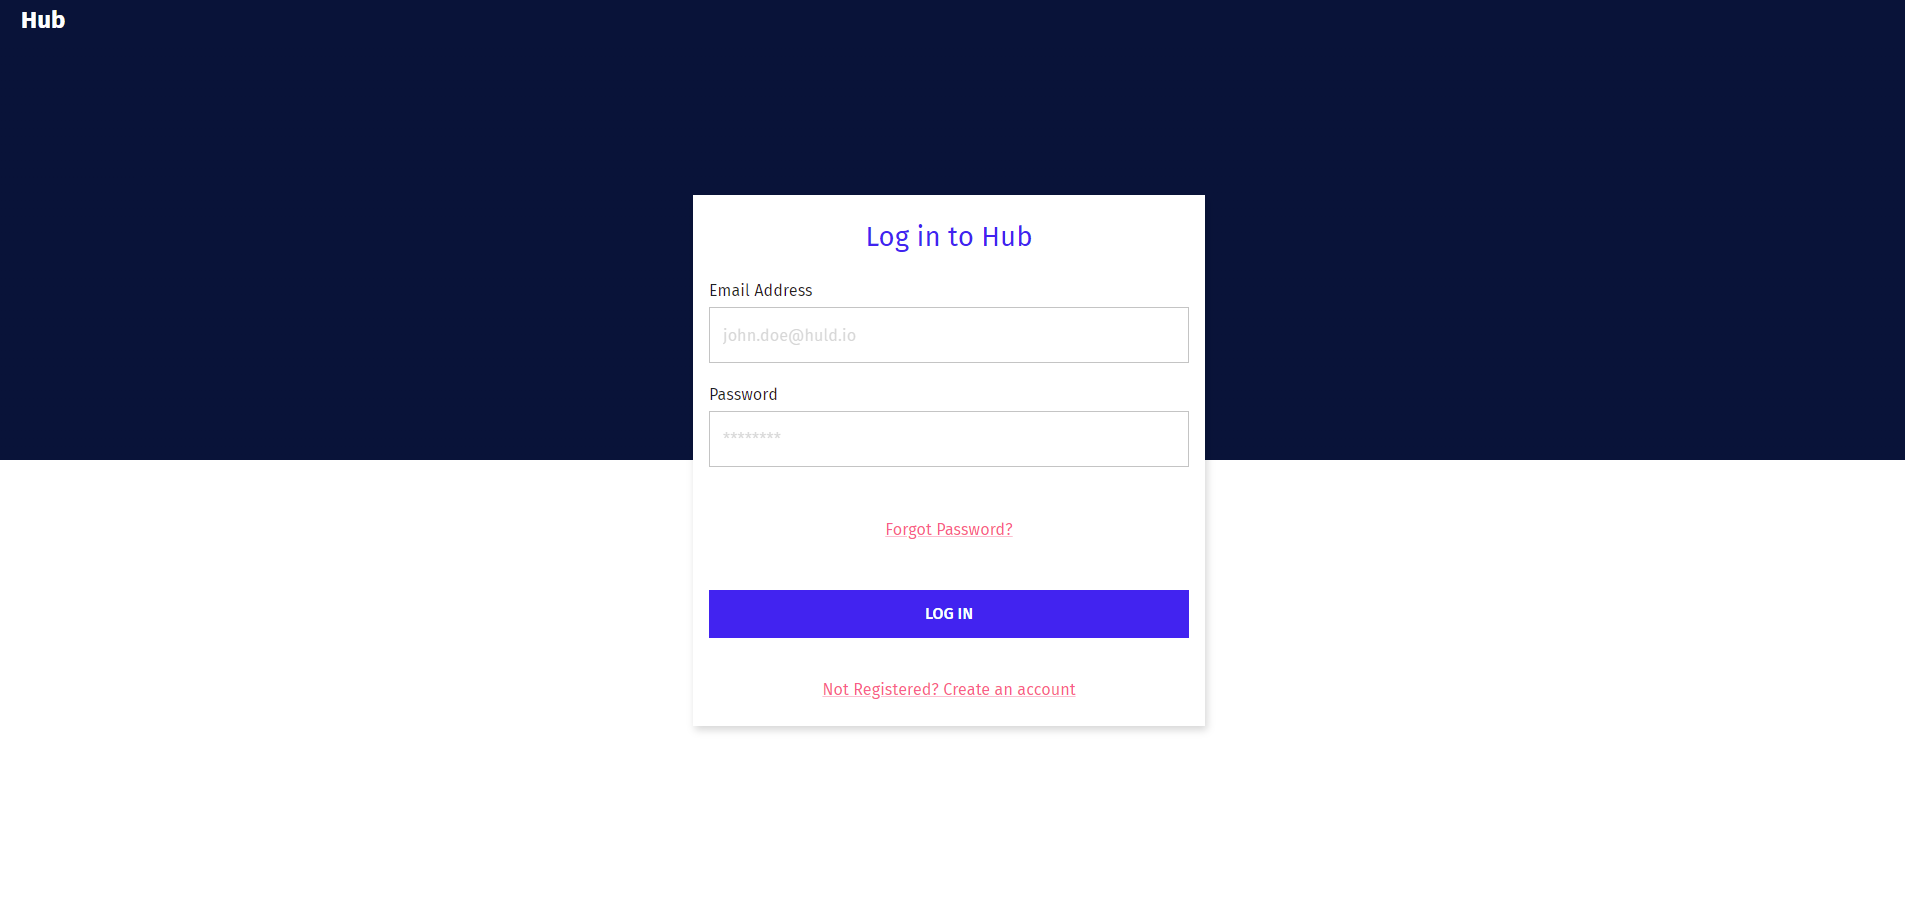 Hub
Log in to Hub
Email Address
john.doe@huld.io
Password
********
Forgot Password?
LOG IN
Not Registered? Create an account